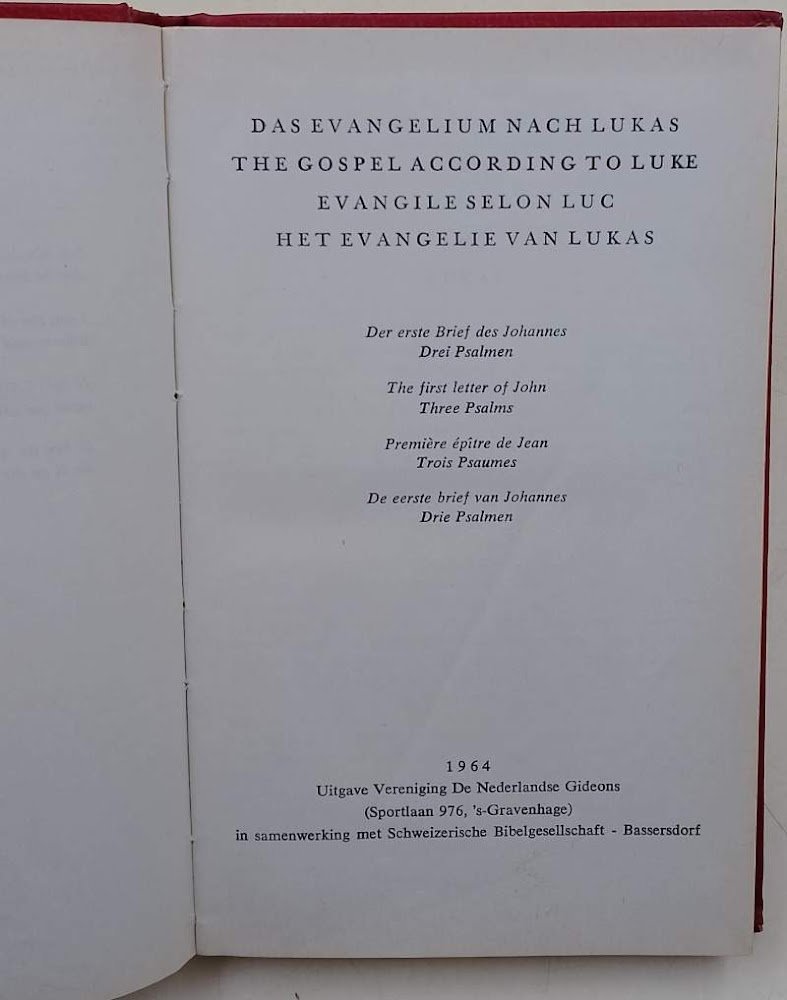 DAS EVANGELIUM NACH LUKAS
THE GOSPEL ACCORDING TO LUKE
EVANGILE SELON LUC
HET EVANGELIE VAN LUKAS
Der erste Brief des Johannes
Drei Psalmen
The first letter of John
Three Psalms
Première épître de Jean
Trois Psaumes
De eerste brief van Johannes
Drie Psalmen
1964
Uitgave Vereniging De Nederlandse Gideons
(Sportlaan 976, 's-Gravenhage)
in samenwerking met Schweizerische Bibelgesellschaft - Bassersdorf